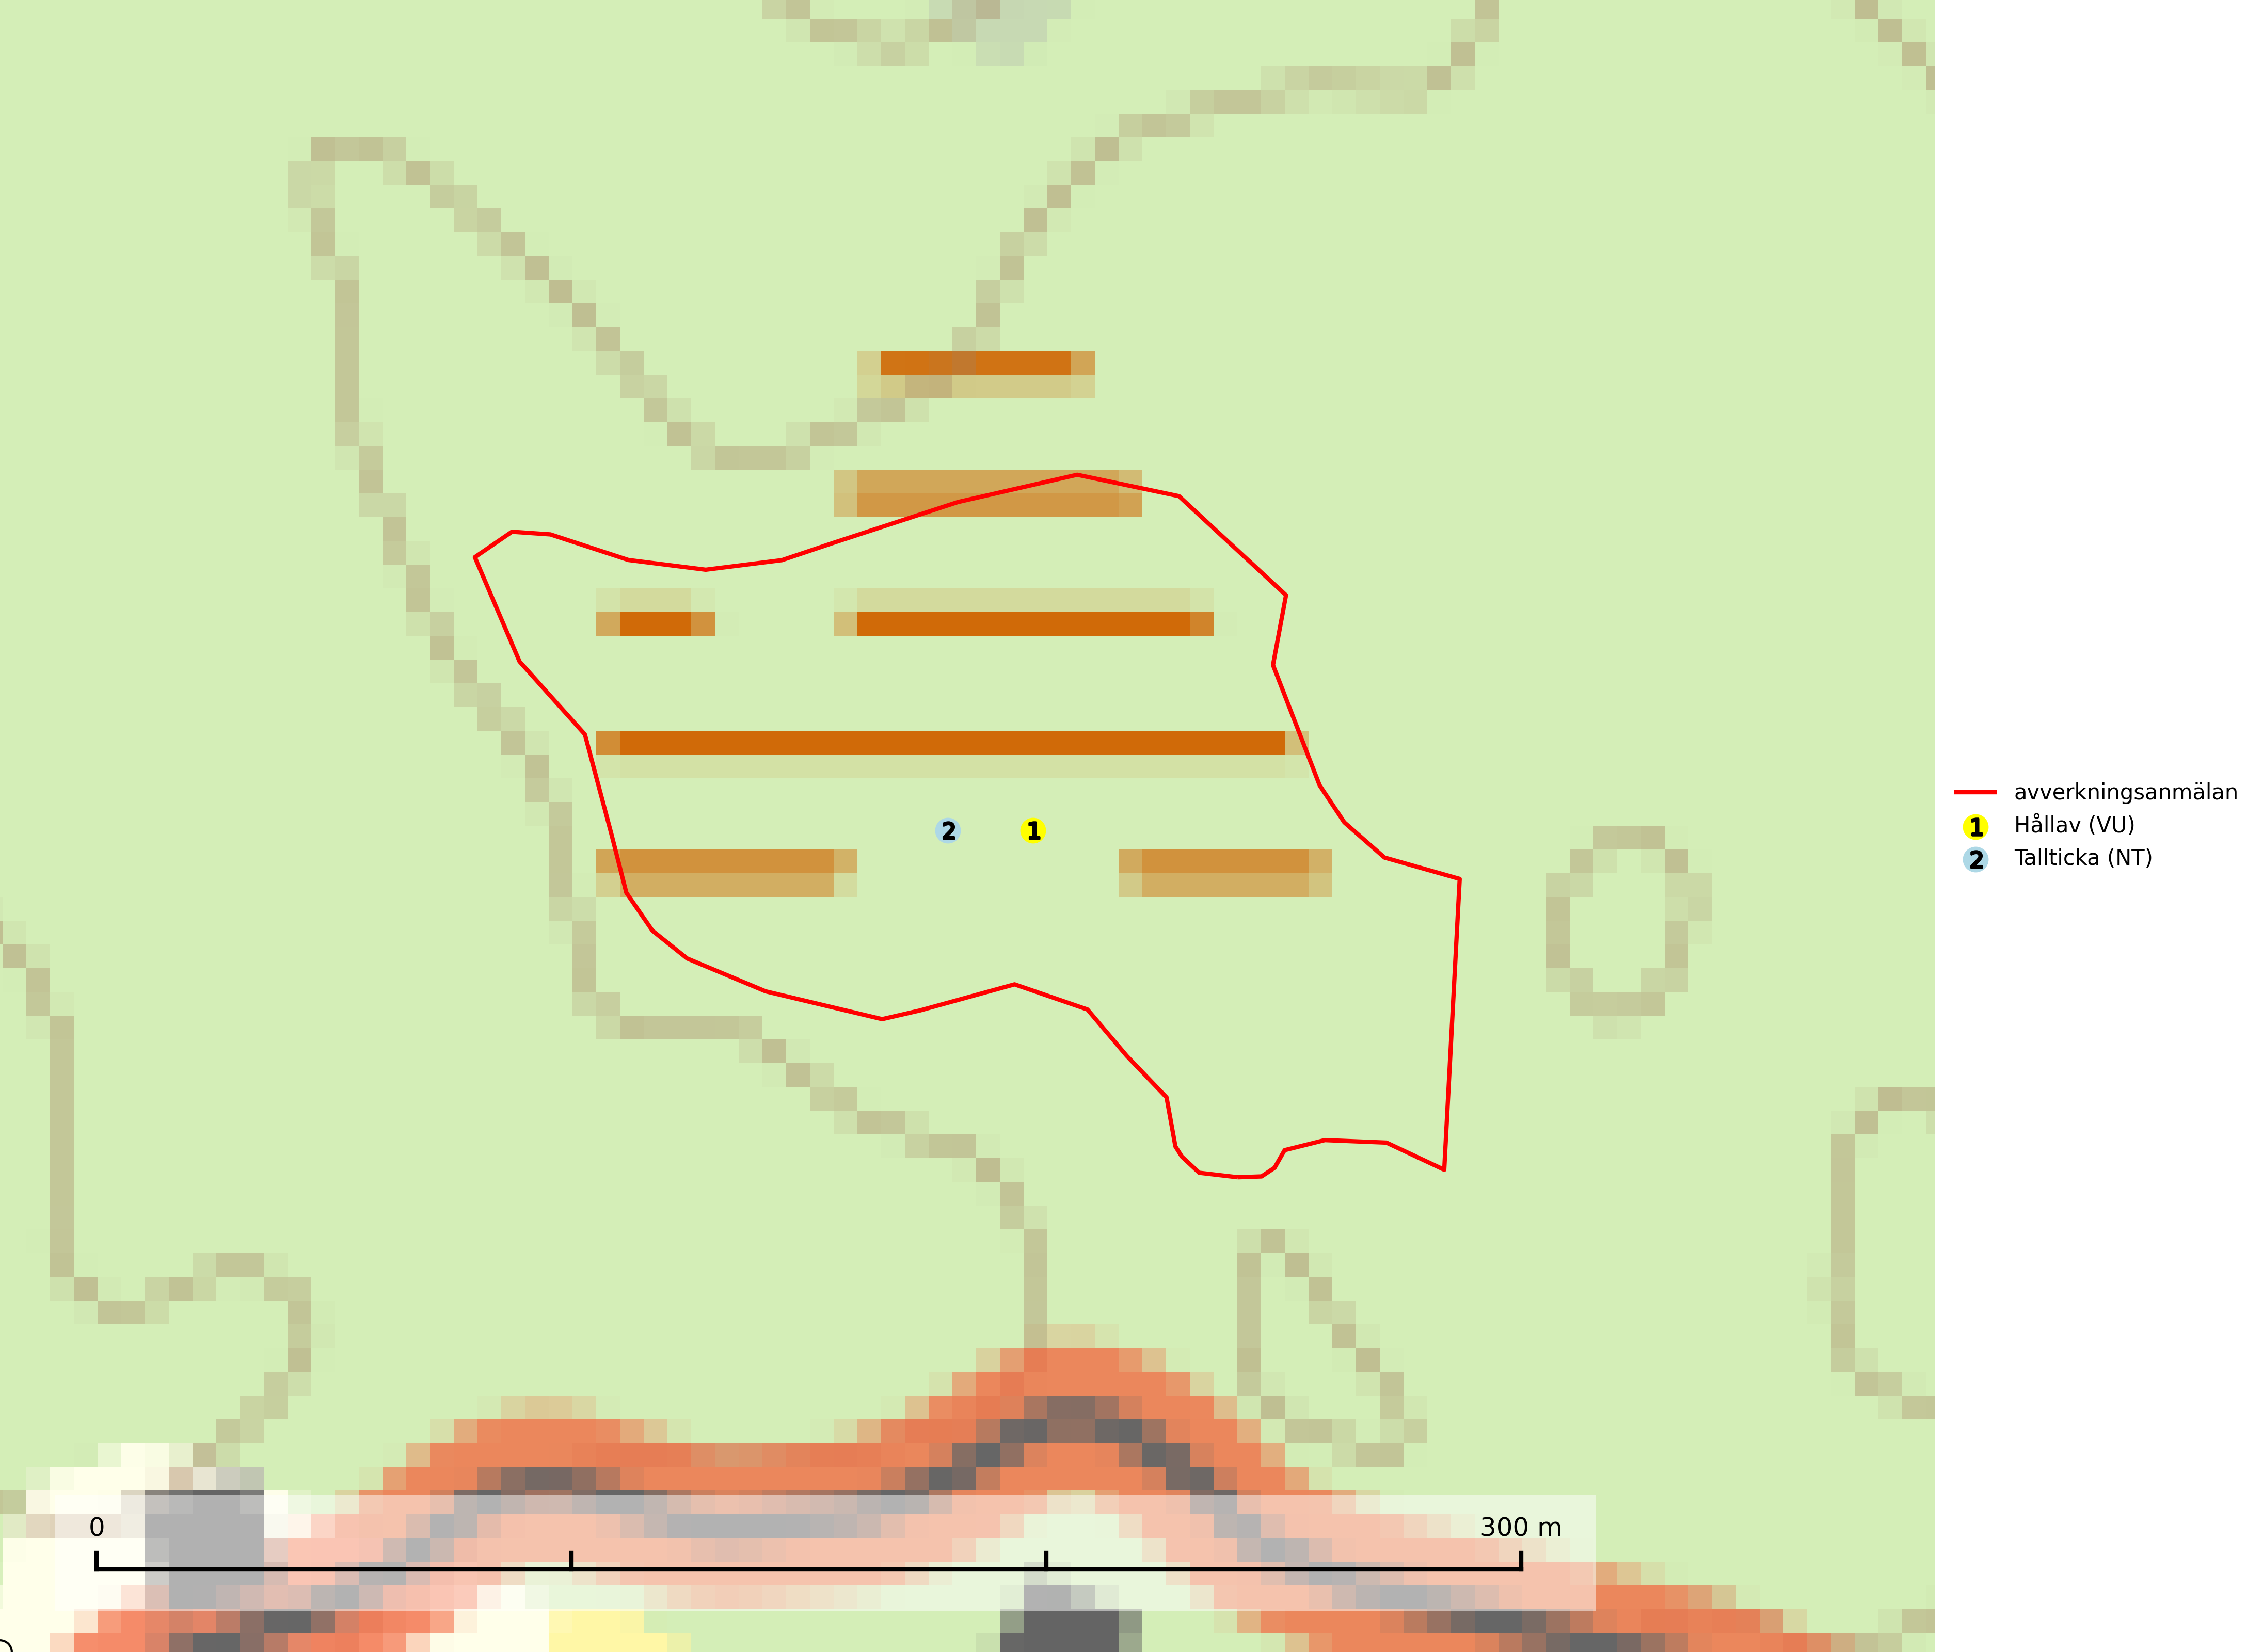 2
1
avverkningsanmälan
1 Hållav (VU)
2 Tallticka (NT)
0
300 m